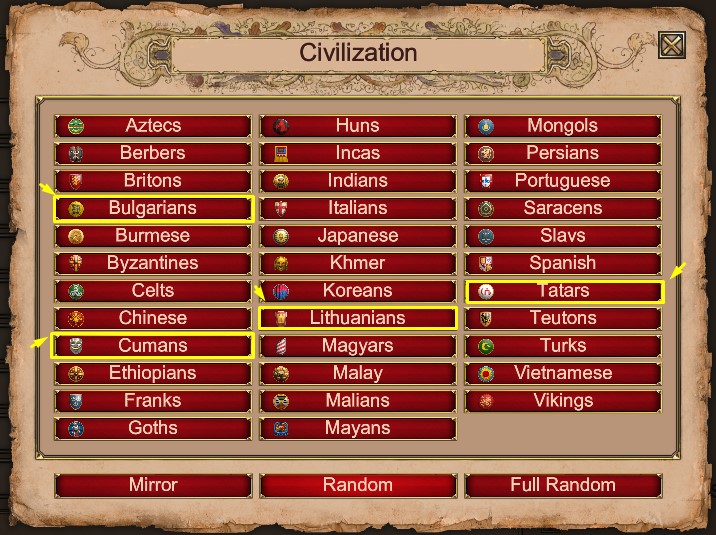 Civilization
Aztecs
Berbers
Britons
Bulgarians
Burmese
Byzantines
Celts
Chinese
Cumans
Ethiopians
Franks
Goths
Huns
Incas
Indians
Italians
Japanese
Khmer
Koreans
Lithuanians
Magyars
Malay
Malians
Mayans
Mongols
Persians
Portuguese
Saracens
Slavs
Spanish
Tatars
Teutons
Turks
Vietnamese
Vikings
Mirror
Random
Full Random